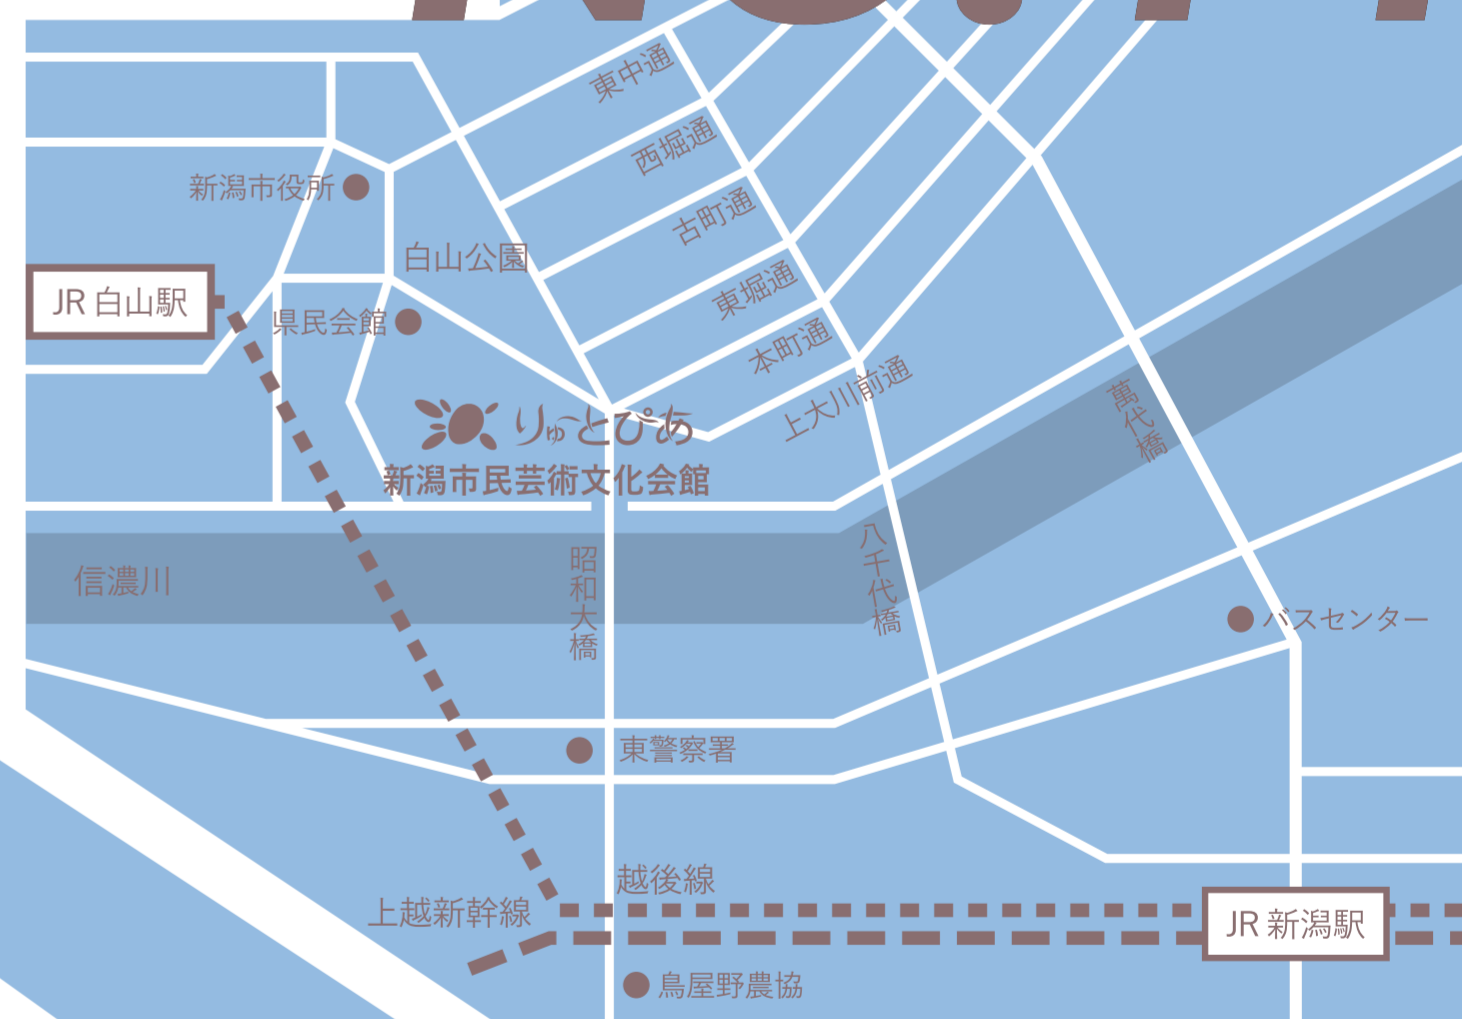 東中通
西堀通
新潟市役所
古町通
白山公園
東堀通
JR 白山駅
県民会館
本町通
上大川前通
萬代橋
りゅーとぴあ
新潟市民芸術文化会館
八千代橋
昭和大橋
信濃川
バスセンター
東警察署
越後線
上越新幹線
JR 新潟駅
鳥屋野農協